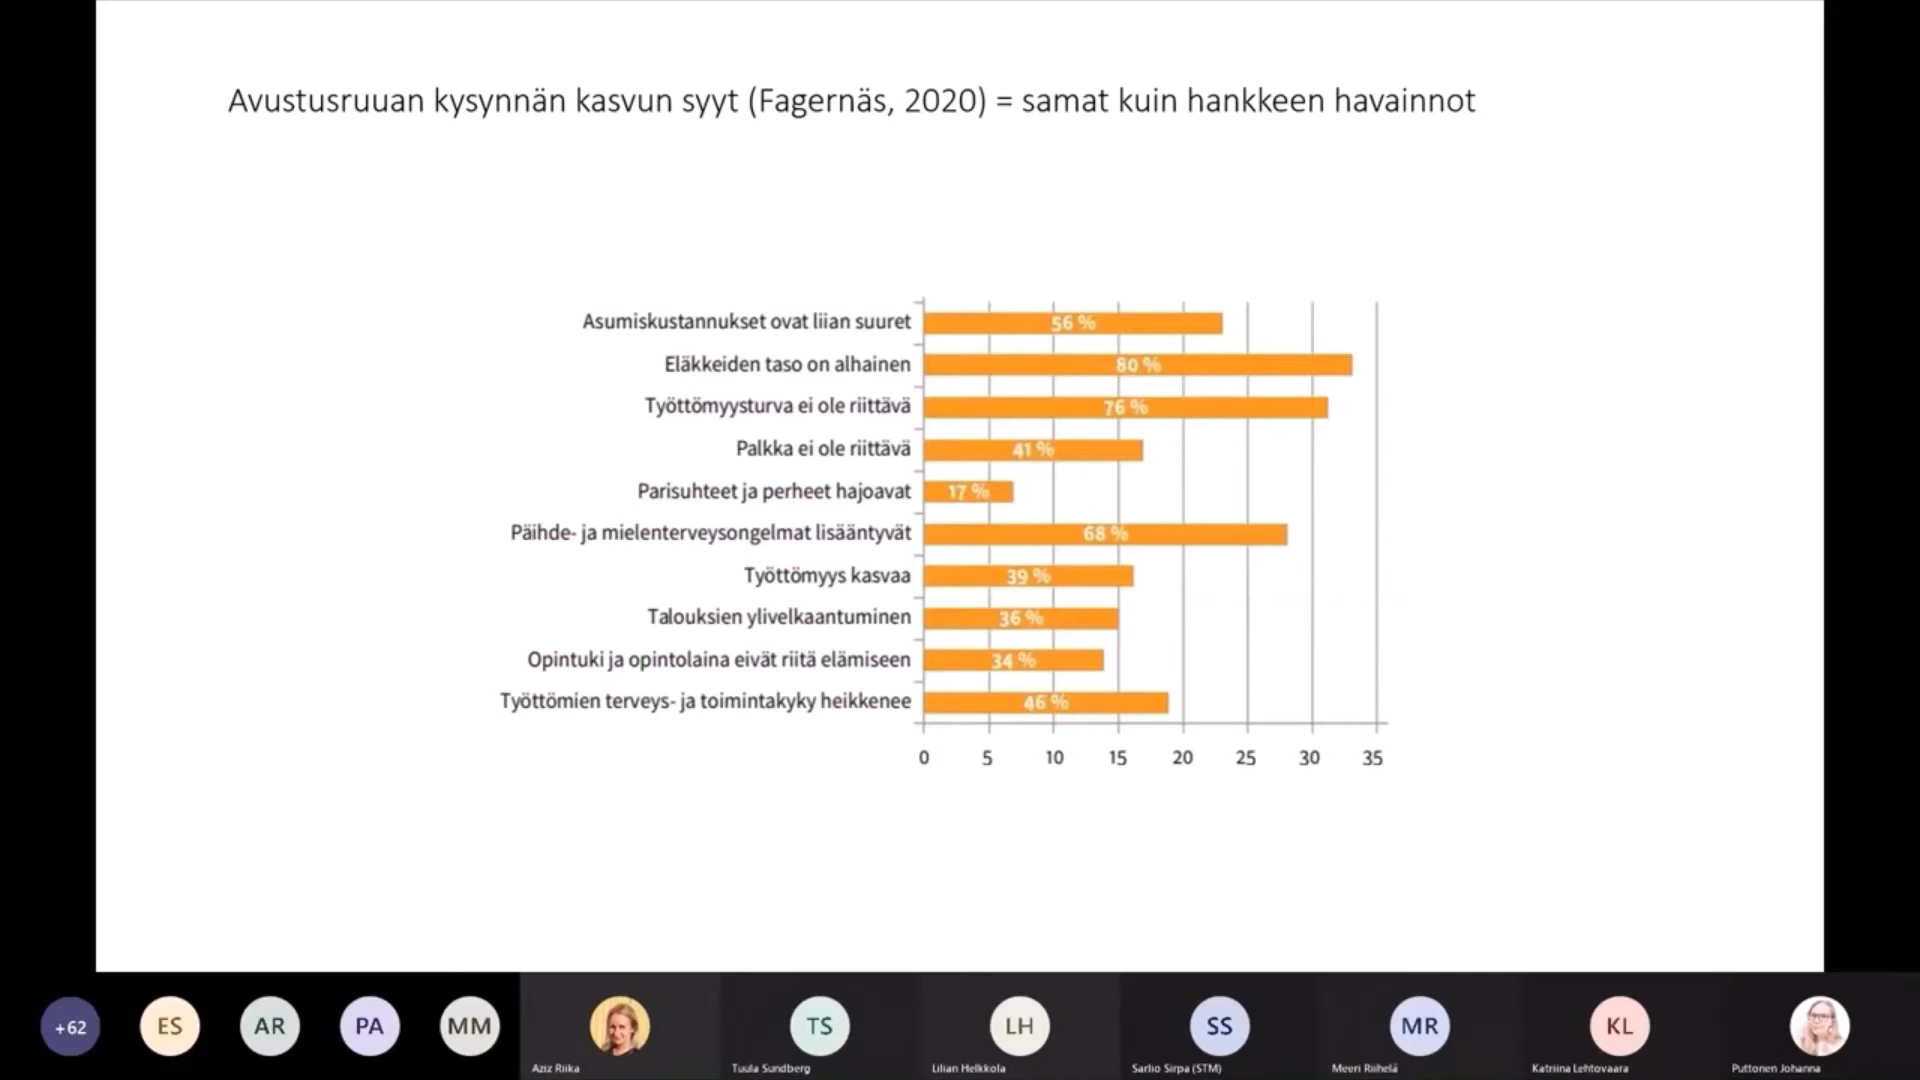 Avustusruuan kysynnän kasvun syyt (Fagernäs, 2020) = samat kuin hankkeen havainnot
Asumiskustannukset ovat liian suuret 56 %
Eläkkeiden taso on alhainen 80 %
Työttömyysturva ei ole riittävä 76 %
Palkka ei ole riittävä 41 %
Parisuhteet ja perheet hajoavat 17 %
Päihde- ja mielenterveysongelmat lisääntyvät 68 %
Työttömyys kasvaa 39 %
Talouksien ylivelkaantuminen 36 %
Opintuki ja opintolaina eivät riitä elämiseen 34 %
Työttömien terveys- ja toimintakyky heikkenee 46 %
0 5 10 15 20 25 30 35
+62 ES AR PA MM TS LH SS MR KL
Aziz Riika Tuula Sundberg Lilian Helkkola Sarlio Sirpa (STM) Meeri Riihelä Katriina Lehtovaara Puttonen Johanna